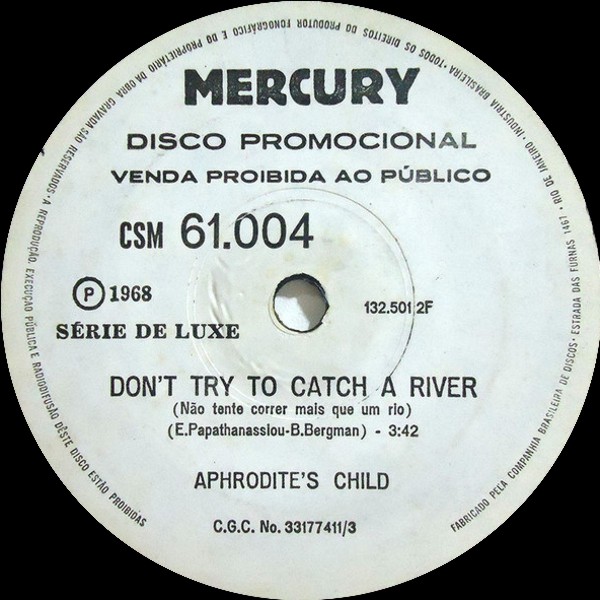 MERCURY
DISCO PROMOCIONAL
VENDA PROIBIDA AO PÚBLICO
CSM 61.004
P 1968
132.501 2F
SÉRIE DE LUXE
DON'T TRY TO CATCH A RIVER
(Não tente correr mais que um rio)
(E.Papathanassiou-B.Bergman) - 3:42
APHRODITE'S CHILD
C.G.C. No. 33177411/3
FABRICADO PELA COMPANHIA BRASILEIRA DE DISCOS · ESTRADA DAS FURNAS 1461 · RIO DE JANEIRO · INDUSTRIA BRASILEIRA · TODOS OS DIREITOS DO PRODUTOR FONOGRÁFICO E DO PROPRIETÁRIO DA OBRA GRAVADA SÃO RESERVADOS · A REPRODUÇÃO, EXECUÇÃO PÚBLICA E RADIODIFUSÃO DÊSTE DISCO ESTÃO PROIBIDAS